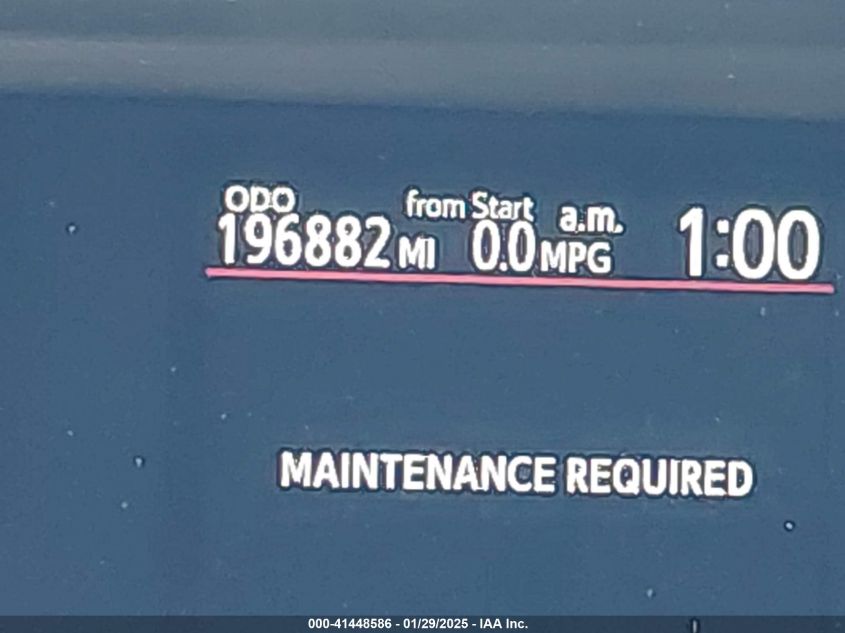 ODO from Start a.m. 1:00
196882 MI 0.0 MPG
MAINTENANCE REQUIRED
000-41448586 - 01/29/2025 - IAA Inc.